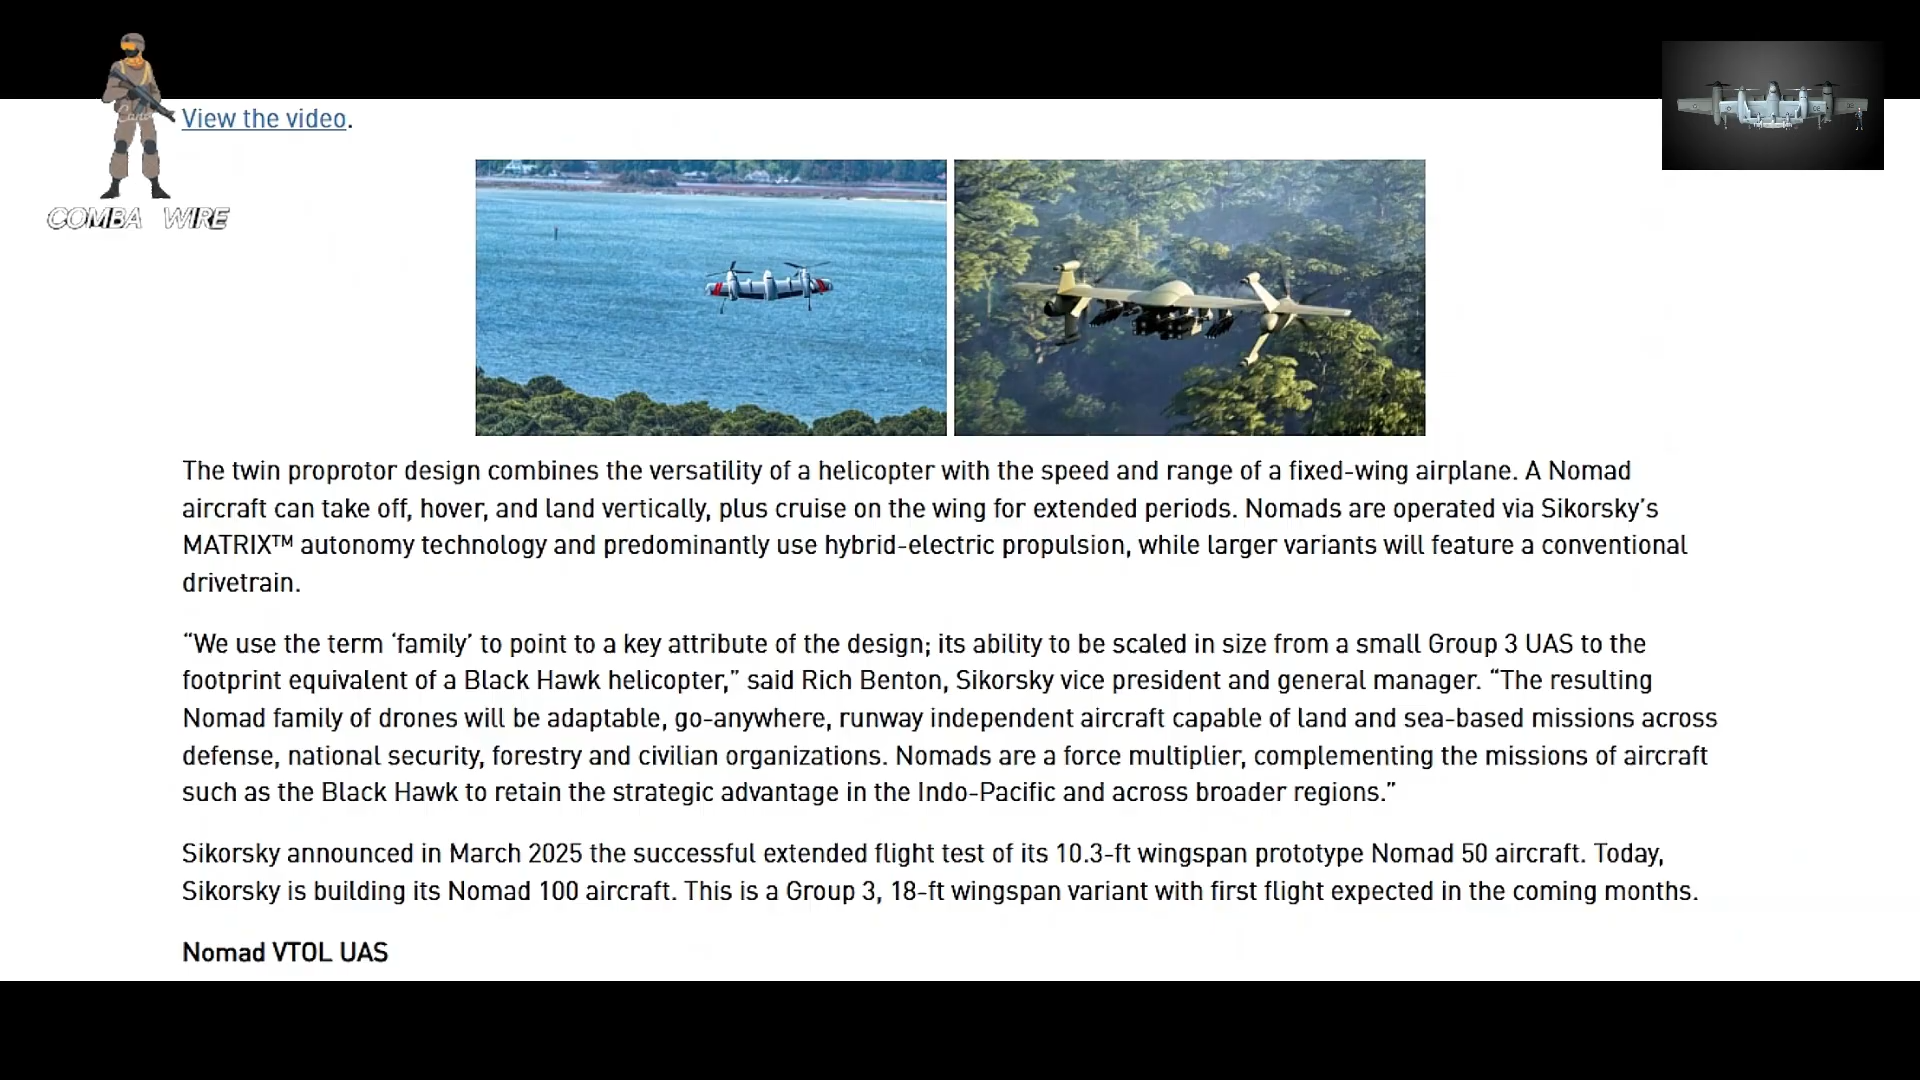 View the video.
COMBA WIRE
The twin proprotor design combines the versatility of a helicopter with the speed and range of a fixed-wing airplane. A Nomad
aircraft can take off, hover, and land vertically, plus cruise on the wing for extended periods. Nomads are operated via Sikorsky’s
MATRIX™ autonomy technology and predominantly use hybrid-electric propulsion, while larger variants will feature a conventional
drivetrain.
“We use the term ‘family’ to point to a key attribute of the design; its ability to be scaled in size from a small Group 3 UAS to the
footprint equivalent of a Black Hawk helicopter,” said Rich Benton, Sikorsky vice president and general manager. “The resulting
Nomad family of drones will be adaptable, go-anywhere, runway independent aircraft capable of land and sea-based missions across
defense, national security, forestry and civilian organizations. Nomads are a force multiplier, complementing the missions of aircraft
such as the Black Hawk to retain the strategic advantage in the Indo-Pacific and across broader regions.”
Sikorsky announced in March 2025 the successful extended flight test of its 10.3-ft wingspan prototype Nomad 50 aircraft. Today,
Sikorsky is building its Nomad 100 aircraft. This is a Group 3, 18-ft wingspan variant with first flight expected in the coming months.
Nomad VTOL UAS